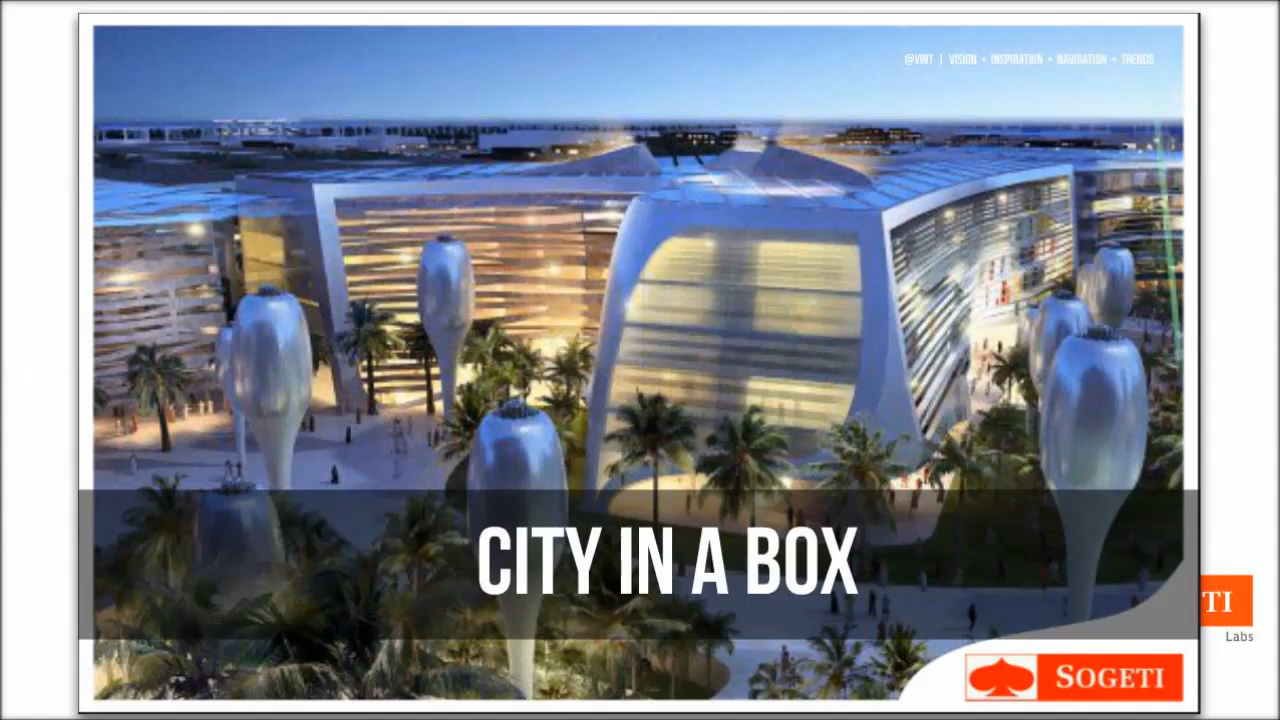 @VINT | VISION • INSPIRATION • NAVIGATION • TRENDS
CITY IN A BOX
TI
Labs
SOGETI